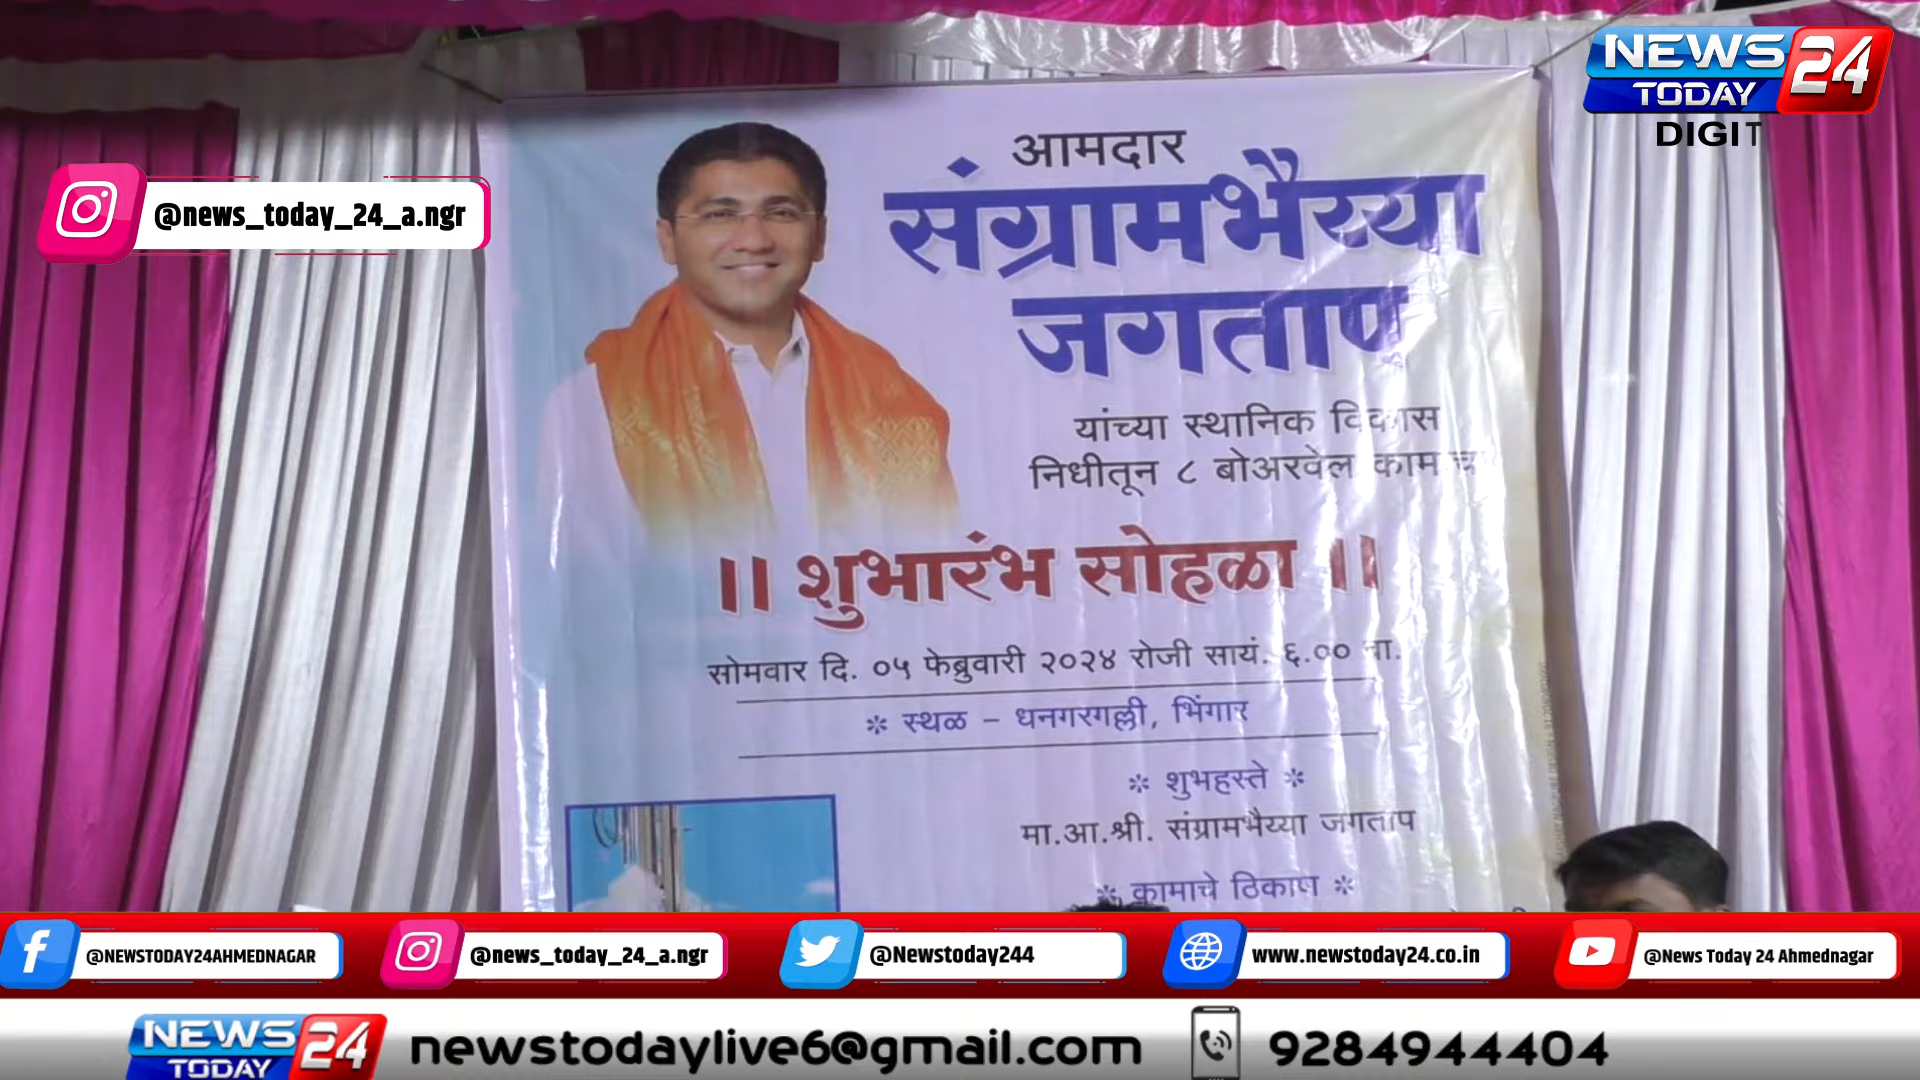 NEWS
TODAY
24
DIGIT
@news_today_24_a.ngr
आमदार
संग्रामभैय्या
जगताप
यांच्या स्थानिक विकास
निधीतून ८ बोअरवेल
॥ शुभारंभ सोहळा ॥
सोमवार दि. ०५ फेब्रुवारी २०२४ रोजी सायं. ६.०० वा.
* स्थळ – धनगरगल्ली, भिंगार
* शुभहस्ते *
मा.आ.श्री. संग्रामभैय्या जगताप
* कामाचे ठिकाण *
@NEWSTODAY24AHMEDNAGAR
@news_today_24_a.ngr
@Newstoday244
www.newstoday24.co.in
@News Today 24 Ahmednagar
NEWS
TODAY
24
newstodaylive6@gmail.com
9284944404